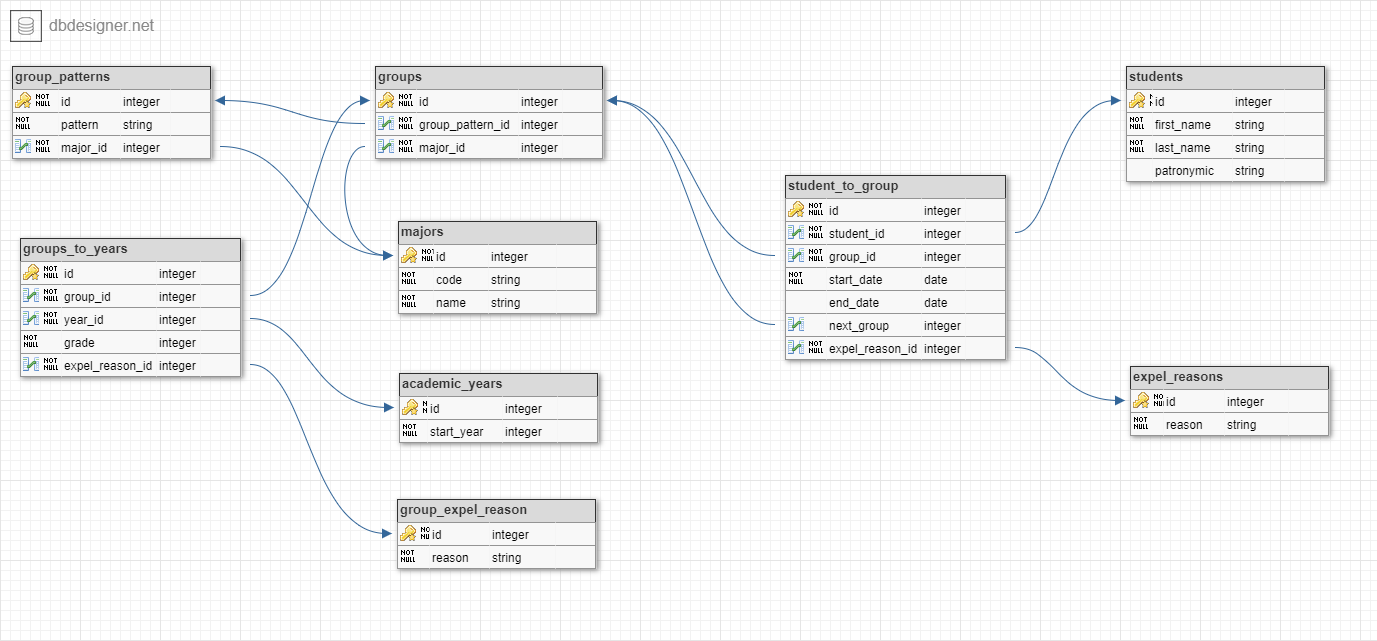 dbdesigner.net
group_patterns
NOT NULL id integer
NOT NULL pattern string
NOT NULL major_id integer
groups
NOT NULL id integer
NOT NULL group_pattern_id integer
NOT NULL major_id integer
students
id integer
NOT NULL first_name string
NOT NULL last_name string
patronymic string
student_to_group
NOT NULL id integer
NOT NULL student_id integer
NOT NULL group_id integer
NOT NULL start_date date
end_date date
next_group integer
NOT NULL expel_reason_id integer
majors
NOT NULL id integer
NOT NULL code string
NOT NULL name string
groups_to_years
NOT NULL id integer
NOT NULL group_id integer
NOT NULL year_id integer
NOT NULL grade integer
NOT NULL expel_reason_id integer
academic_years
N N id integer
NOT NULL start_year integer
expel_reasons
NO NU id integer
NOT NULL reason string
group_expel_reason
NO NU id integer
NOT NULL reason string